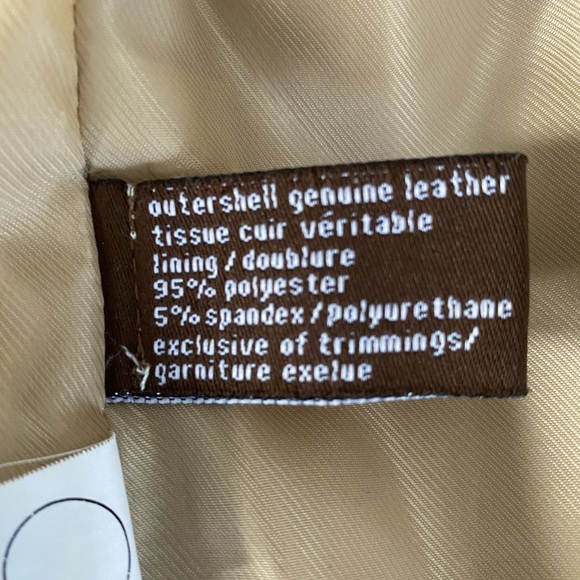 outershell genuine leather
tissue cuir véritable
lining / doublure
95% polyester
5% spandex/polyurethane
exclusive of trimmings/
garniture exelue